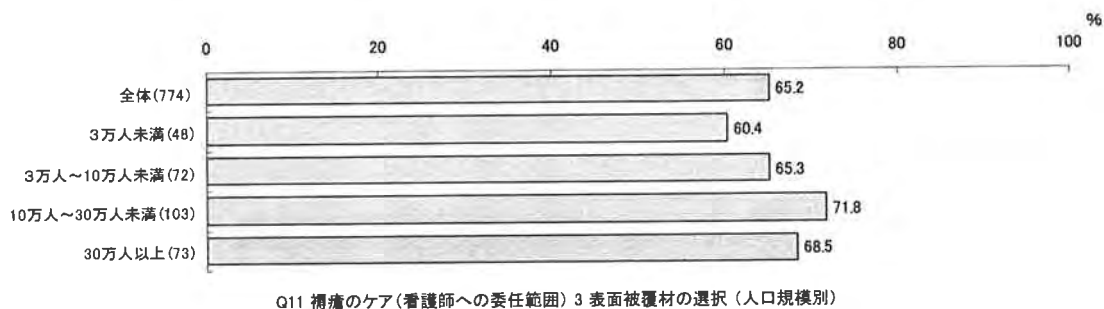 %
0 20 40 60 80 100
全体(774) 65.2
3万人未満(48) 60.4
3万人～10万人未満(72) 65.3
10万人～30万人未満(103) 71.8
30万人以上(73) 68.5
Q11 褥瘡のケア(看護師への委任範囲) 3 表面被覆材の選択 (人口規模別)